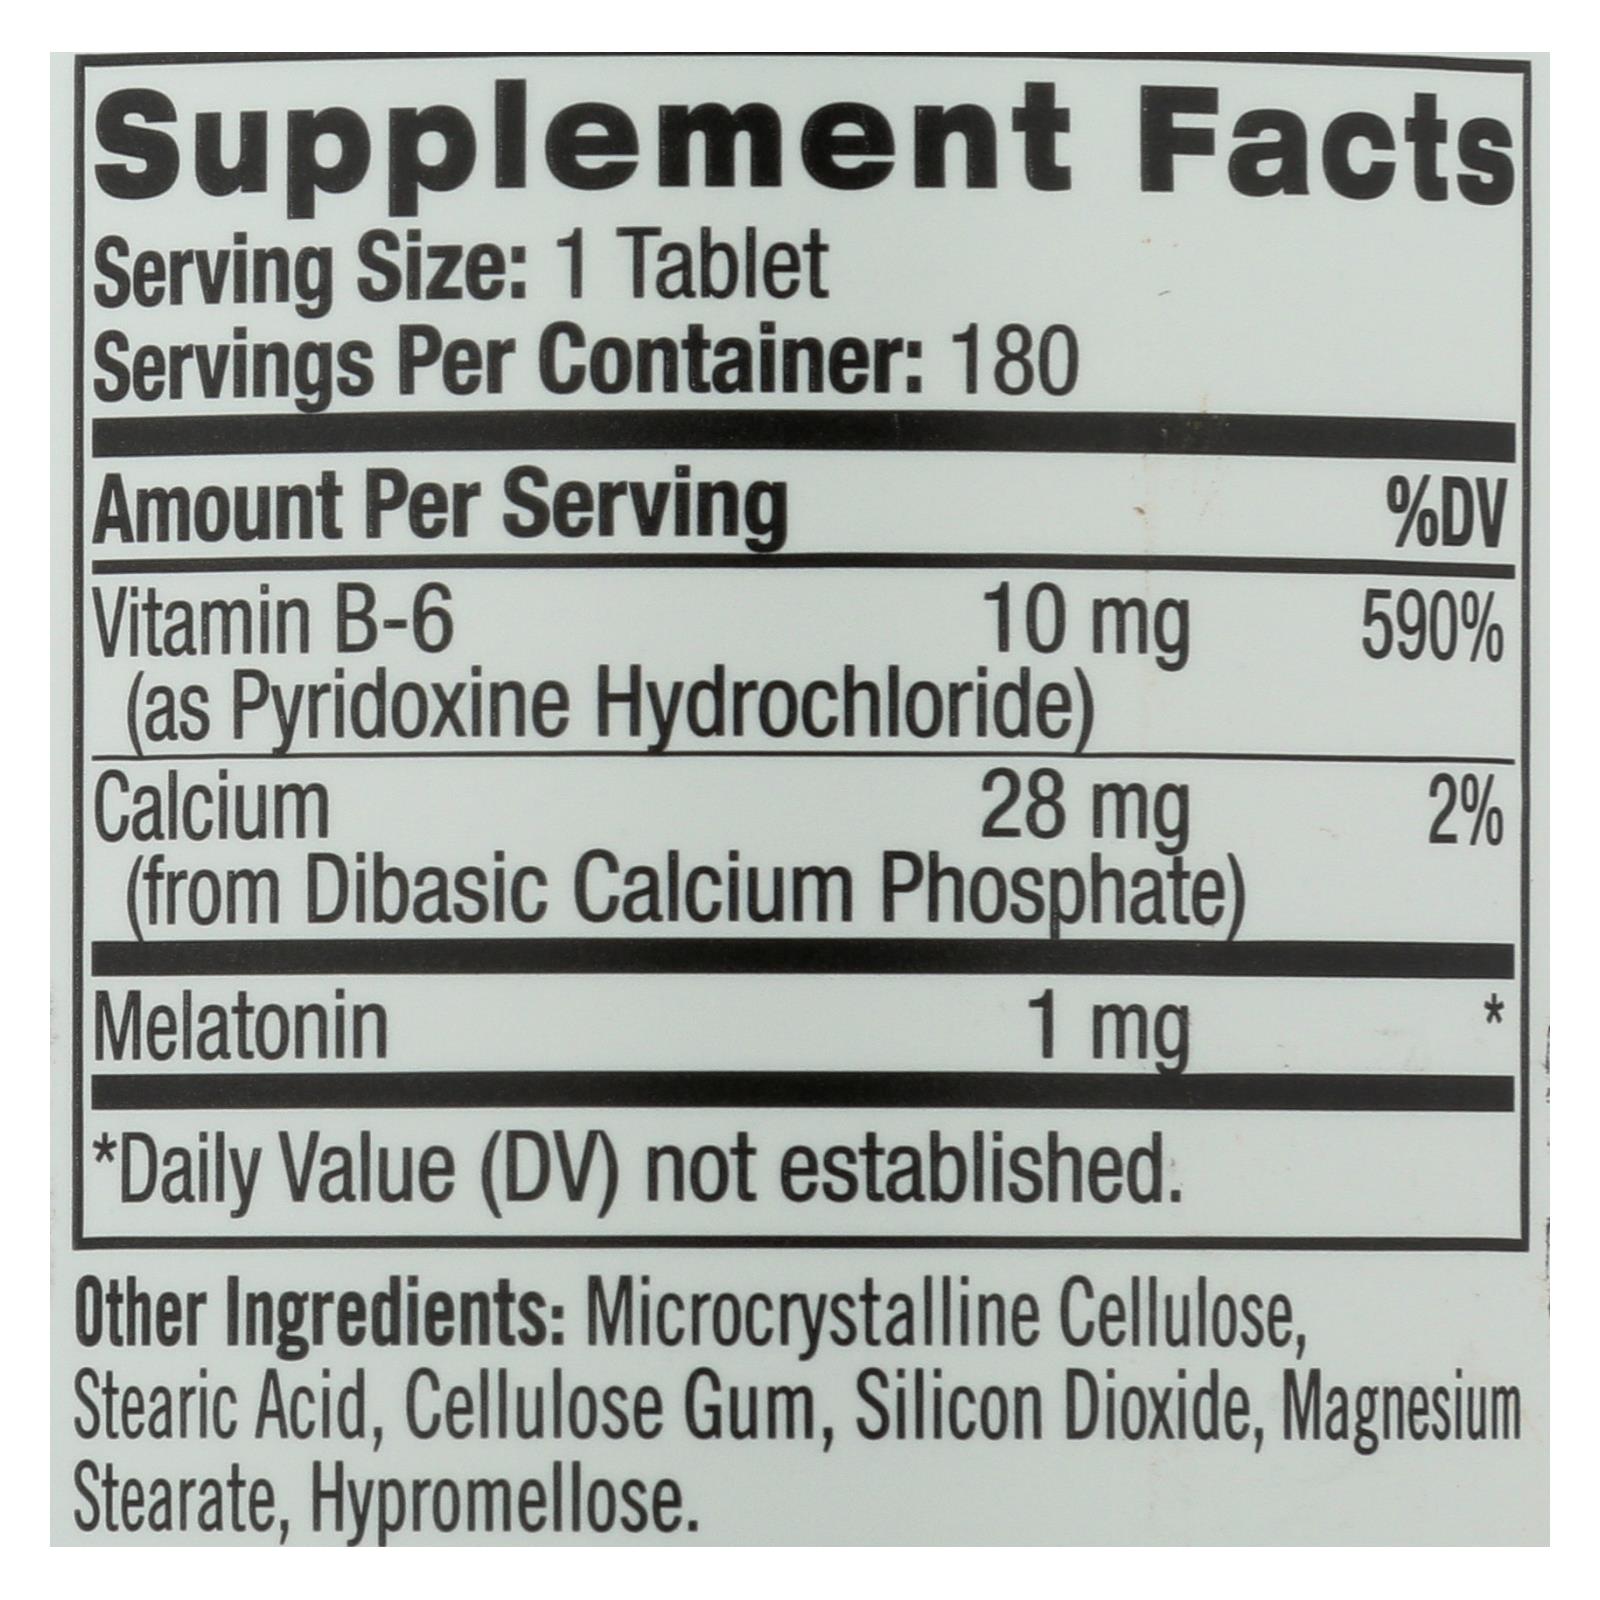 Supplement Facts
Serving Size: 1 Tablet
Servings Per Container: 180
Amount Per Serving %DV
Vitamin B-6 10 mg 590%
(as Pyridoxine Hydrochloride)
Calcium 28 mg 2%
(from Dibasic Calcium Phosphate)
Melatonin 1 mg *
*Daily Value (DV) not established.
Other Ingredients: Microcrystalline Cellulose,
Stearic Acid, Cellulose Gum, Silicon Dioxide, Magnesium
Stearate, Hypromellose.